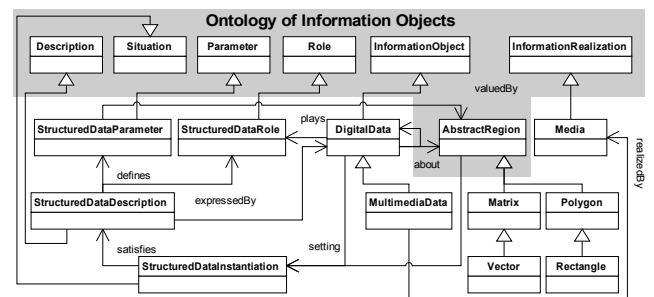 Ontology of Information Objects
Description Situation Parameter Role InformationObject InformationRealization
valuedBy
plays
StructuredDataParameter StructuredDataRole DigitalData AbstractRegion Media
about
realizedBy
defines
StructuredDataDescription expressedBy MultimediaData Matrix Polygon
satisfies setting
StructuredDataInstantiation Vector Rectangle